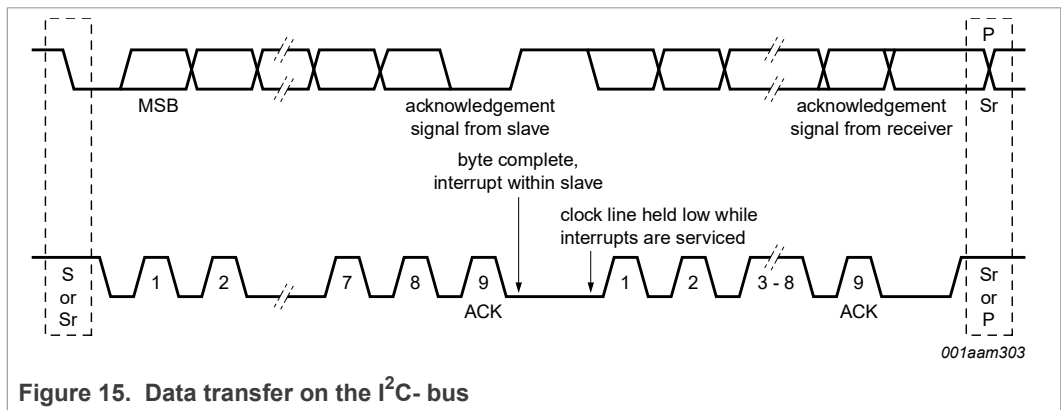 P
MSB
acknowledgement
signal from slave
acknowledgement
signal from receiver
Sr
byte complete,
interrupt within slave
clock line held low while
interrupts are serviced
S
or
Sr
1
2
7
8
9
ACK
1
2
3 - 8
9
ACK
Sr
or
P
001aam303
Figure 15. Data transfer on the I²C- bus